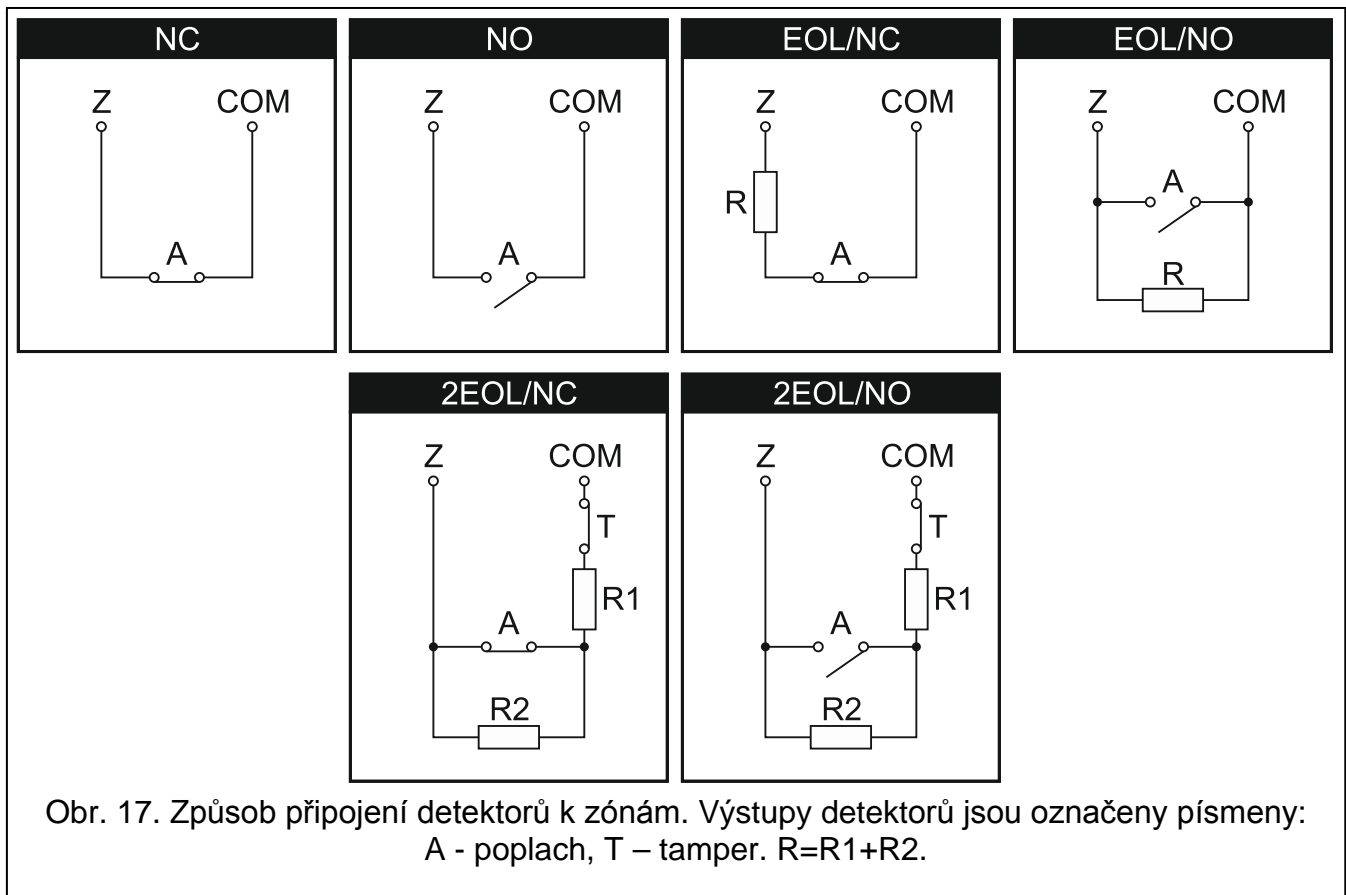 NC
Z COM
A
NO
Z COM
A
EOL/NC
Z COM
R
A
EOL/NO
Z COM
A
R
2EOL/NC
Z COM
T
R1
A
R2
2EOL/NO
Z COM
T
R1
A
R2
Obr. 17. Způsob připojení detektorů k zónám. Výstupy detektorů jsou označeny písmeny:
A - poplach, T – tamper. R=R1+R2.